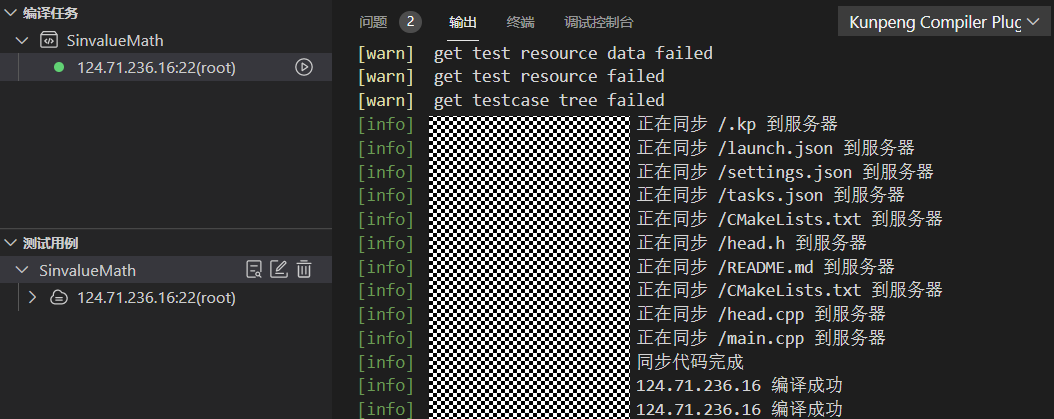 编译任务
SinvalueMath
124.71.236.16:22(root)
测试用例
SinvalueMath
124.71.236.16:22(root)
问题 2 输出 终端 调试控制台
Kunpeng Compiler Plug
[warn] get test resource data failed
[warn] get test resource failed
[warn] get testcase tree failed
[info] 正在同步 /.kp 到服务器
[info] 正在同步 /launch.json 到服务器
[info] 正在同步 /settings.json 到服务器
[info] 正在同步 /tasks.json 到服务器
[info] 正在同步 /CMakeLists.txt 到服务器
[info] 正在同步 /head.h 到服务器
[info] 正在同步 /README.md 到服务器
[info] 正在同步 /CMakeLists.txt 到服务器
[info] 正在同步 /head.cpp 到服务器
[info] 正在同步 /main.cpp 到服务器
[info] 同步代码完成
[info] 124.71.236.16 编译成功
[info] 124.71.236.16 编译成功